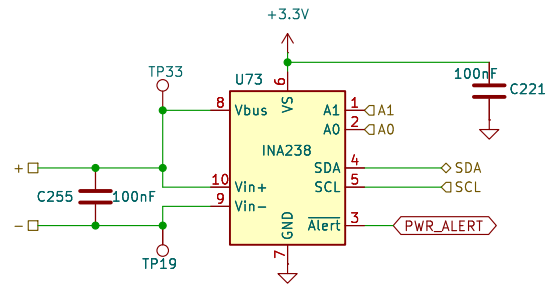 +3.3V
TP33
U73
100nF
C221
6
VS
8
Vbus
A1
1
A1
A0
2
A0
INA238
+
10
Vin+
SDA
4
SDA
C255
100nF
9
Vin-
SCL
5
SCL
-
GND
Alert
3
PWR_ALERT
7
TP19